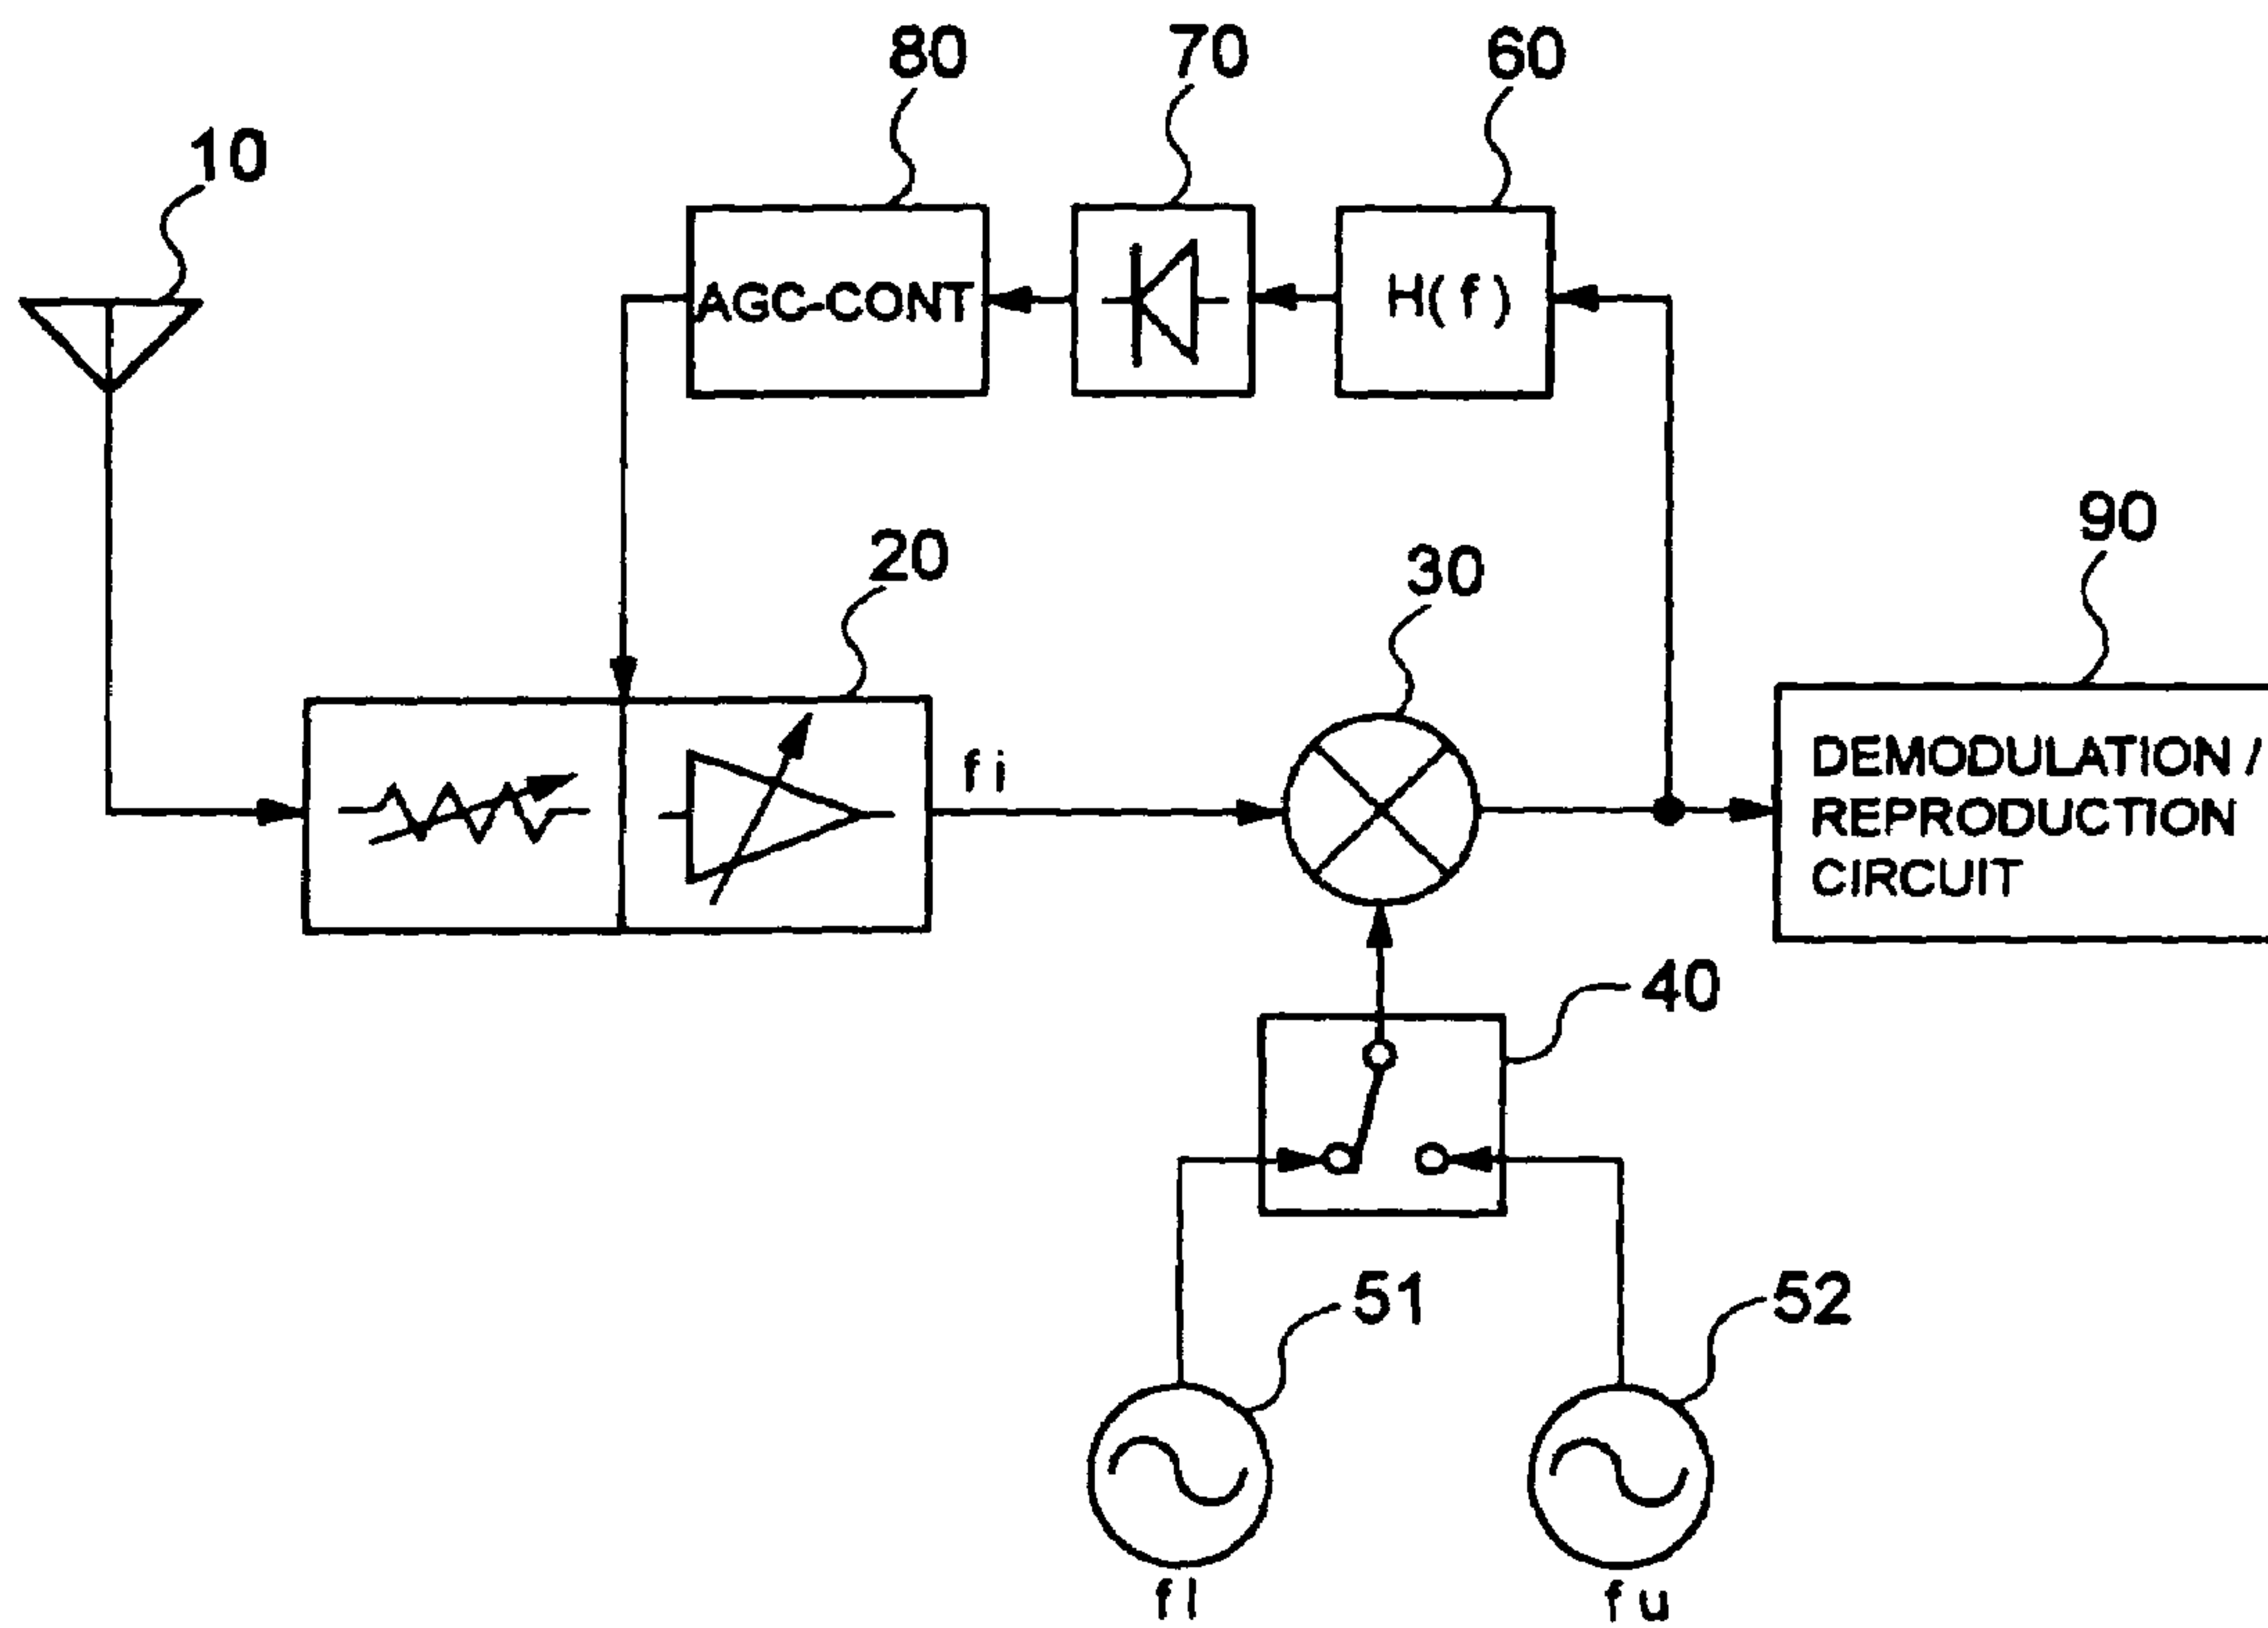 80
70
60
10
AGC-CONT
H(f)
90
20
30
fi
DEMODULATION /
REPRODUCTION
CIRCUIT
40
51
52
fl
fu